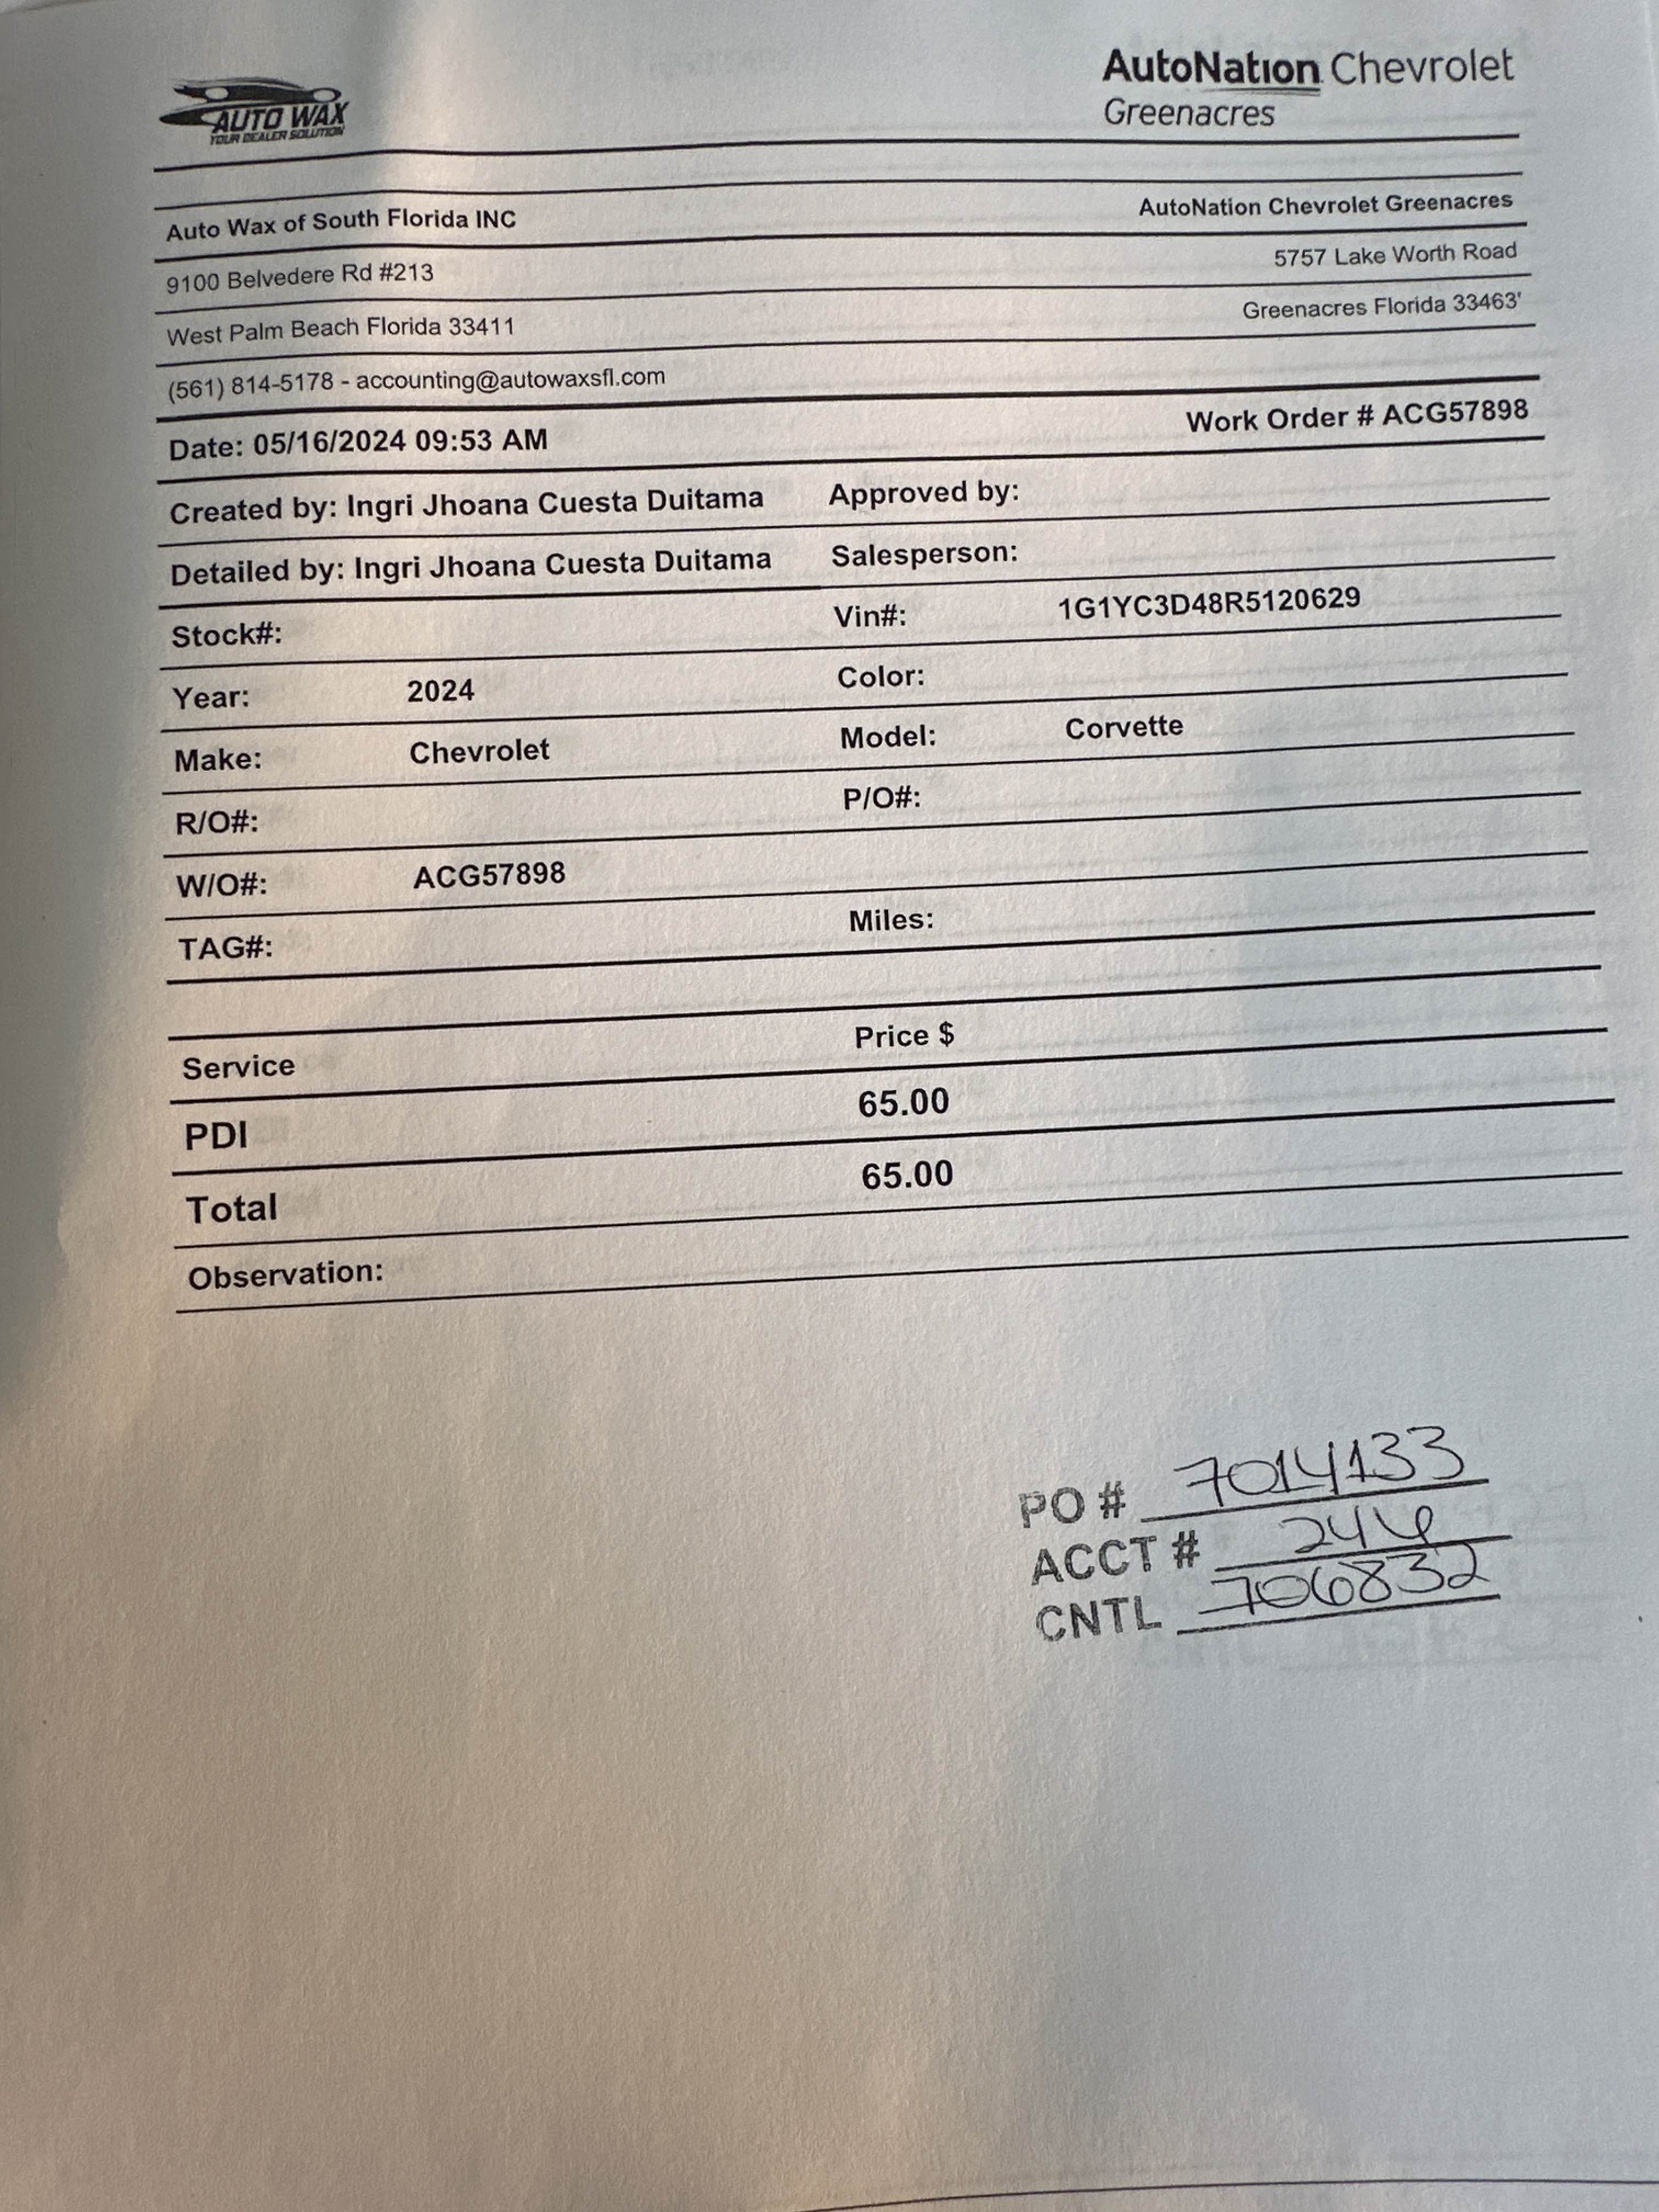 AUTO WAX
YOUR DEALER SOLUTION
AutoNation Chevrolet
Greenacres
Auto Wax of South Florida INC
AutoNation Chevrolet Greenacres
9100 Belvedere Rd #213
5757 Lake Worth Road
West Palm Beach Florida 33411
Greenacres Florida 33463'
(561) 814-5178 - accounting@autowaxsfl.com
Date: 05/16/2024 09:53 AM
Work Order # ACG57898
Created by: Ingri Jhoana Cuesta Duitama Approved by:
Detailed by: Ingri Jhoana Cuesta Duitama Salesperson:
Stock#: Vin#: 1G1YC3D48R5120629
Year: 2024 Color:
Make: Chevrolet Model: Corvette
R/O#: P/O#:
W/O#: ACG57898
TAG#: Miles:
Service Price $
PDI 65.00
Total 65.00
Observation:
PO # 7014133
ACCT #
CNTL 706832